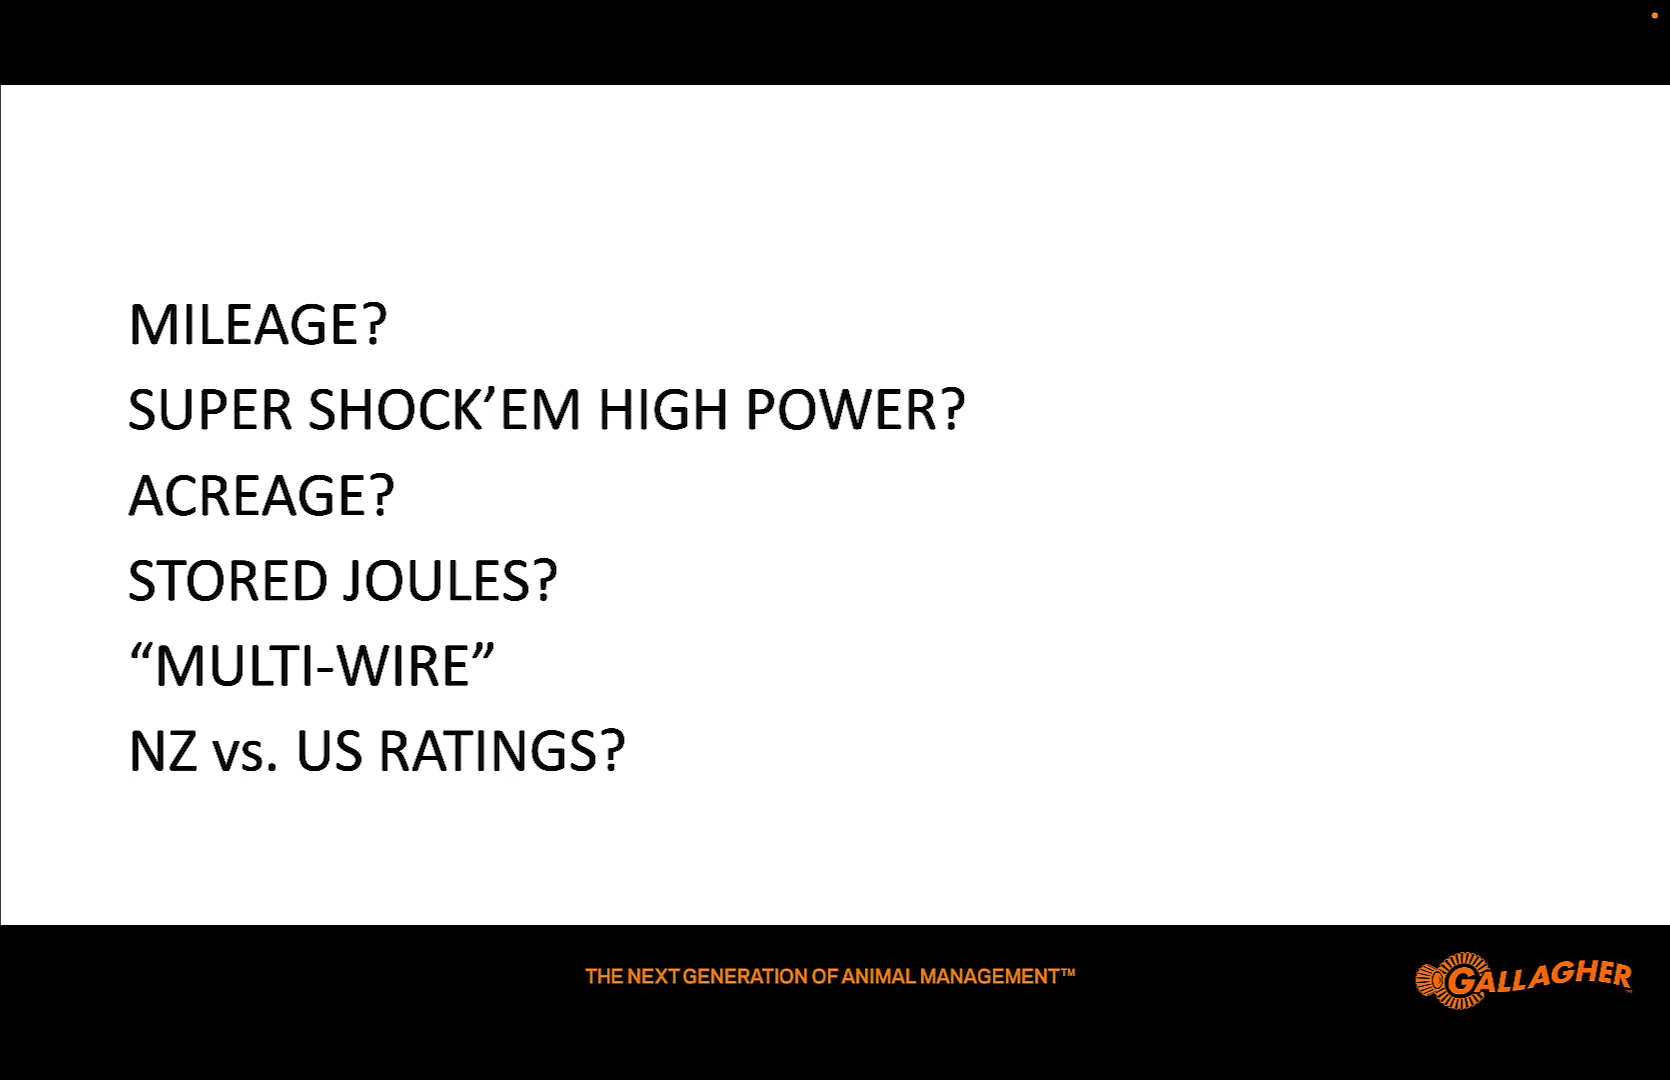 MILEAGE?
SUPER SHOCK’EM HIGH POWER?
ACREAGE?
STORED JOULES?
“MULTI-WIRE”
NZ vs. US RATINGS?
THE NEXT GENERATION OF ANIMAL MANAGEMENT™
GALLAGHER™